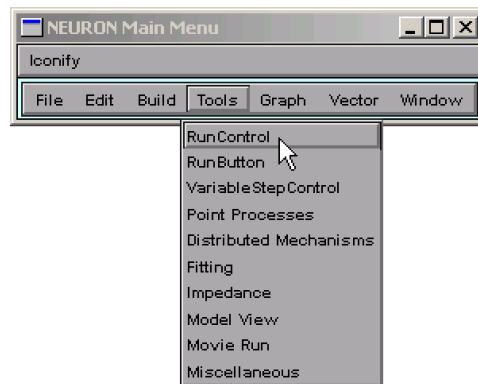 NEURON Main Menu
Iconify
File Edit Build Tools Graph Vector Window
RunControl
RunButton
VariableStepControl
Point Processes
Distributed Mechanisms
Fitting
Impedance
Model View
Movie Run
Miscellaneous